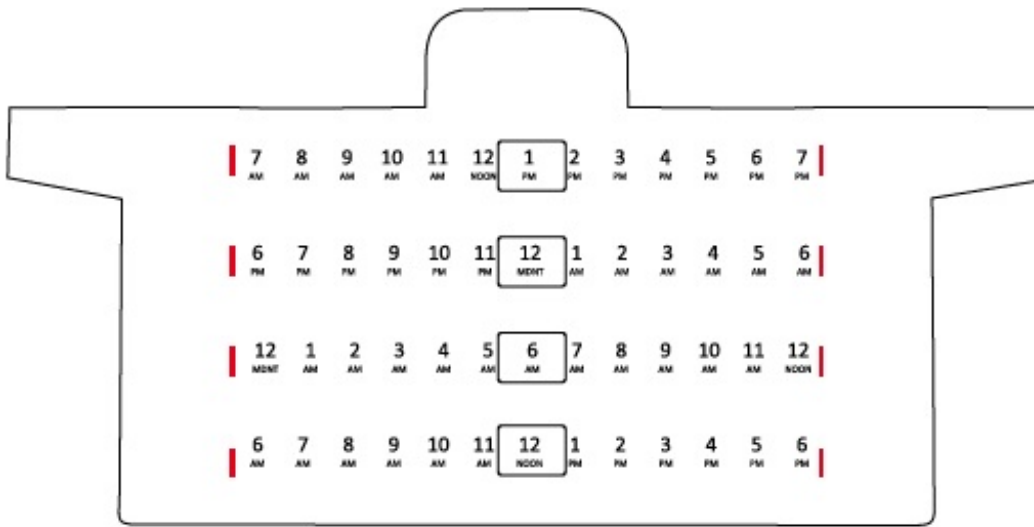 7 8 9 10 11 12 1 2 3 4 5 6 7
AM AM AM AM AM NOON PM PM PM PM PM PM PM
6 7 8 9 10 11 12 1 2 3 4 5 6
PM PM PM PM PM PM MDNT AM AM AM AM AM AM
12 1 2 3 4 5 6 7 8 9 10 11 12
MDNT AM AM AM AM AM AM AM AM AM AM AM NOON
6 7 8 9 10 11 12 1 2 3 4 5 6
AM AM AM AM AM AM NOON PM PM PM PM PM PM